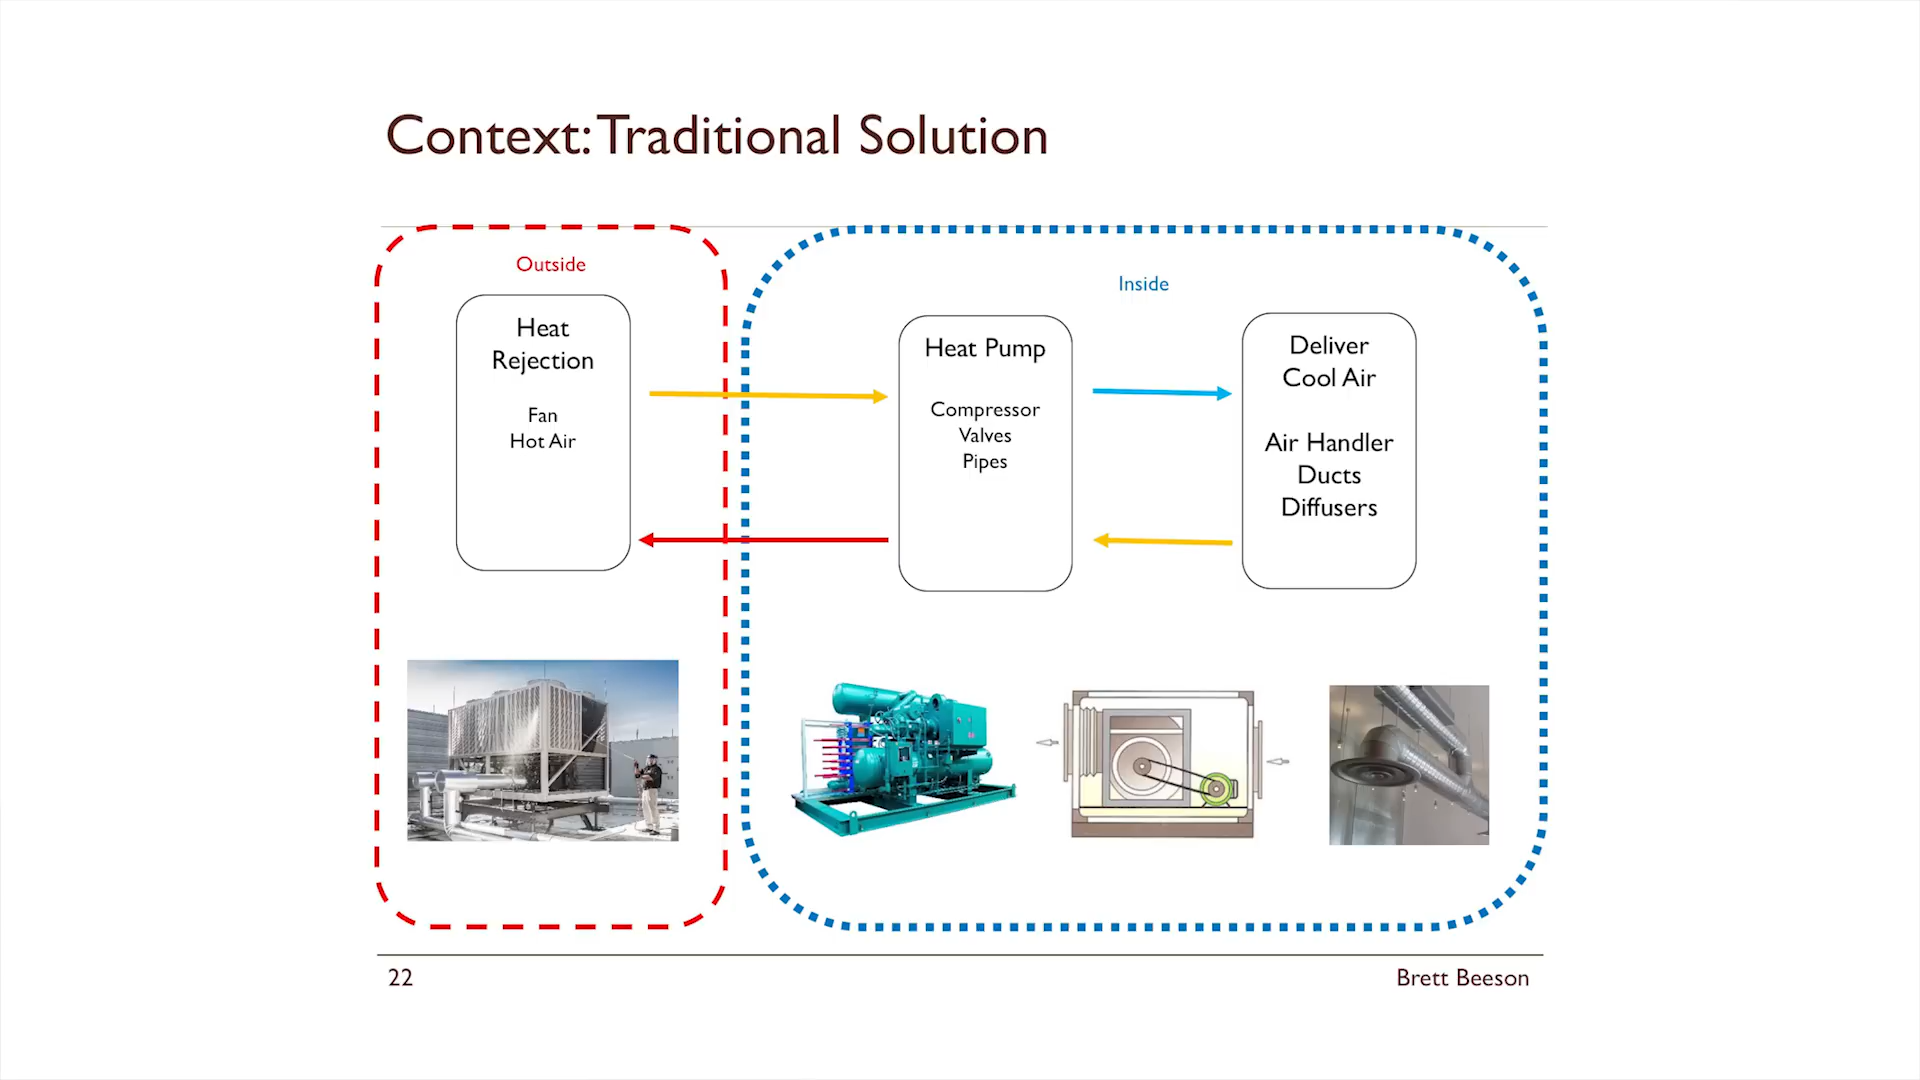 Context: Traditional Solution
Outside
Heat
Rejection
Fan
Hot Air
Inside
Heat Pump
Compressor
Valves
Pipes
Deliver
Cool Air
Air Handler
Ducts
Diffusers
22
Brett Beeson